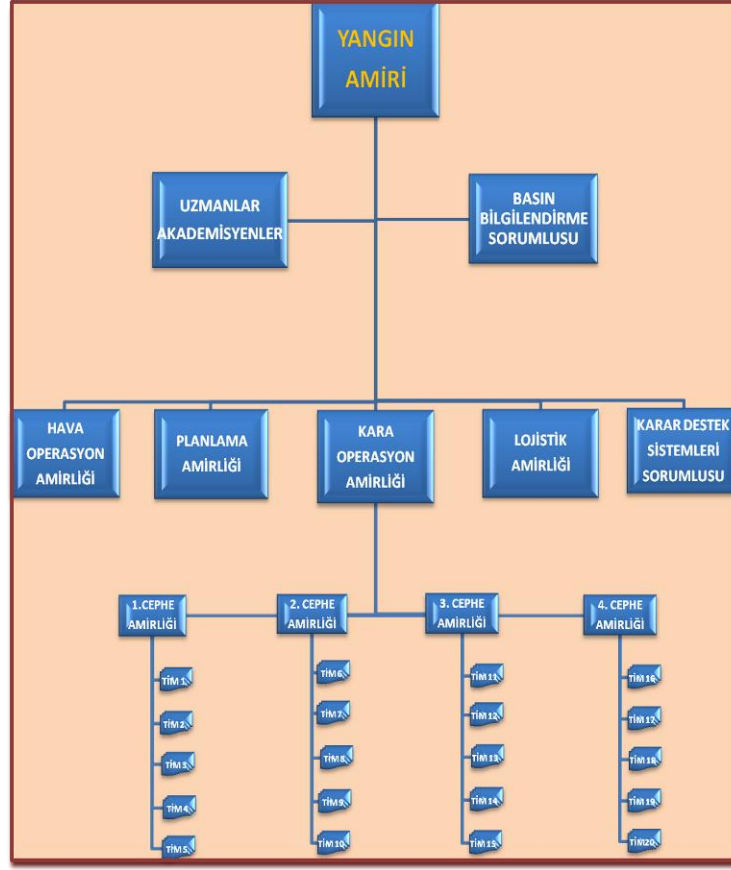 YANGIN
AMİRİ
UZMANLAR
AKADEMİSYENLER
BASIN
BİLGİLENDİRME
SORUMLUSU
HAVA
OPERASYON
AMİRLİĞİ
PLANLAMA
AMİRLİĞİ
KARA
OPERASYON
AMİRLİĞİ
LOJİSTİK
AMİRLİĞİ
KARAR DESTEK
SİSTEMLERİ
SORUMLUSU
1.CEPHE
AMİRLİĞİ
TİM 1
TİM 2
TİM 3
TİM 4
TİM 5
2. CEPHE
AMİRLİĞİ
TİM 6
TİM 7
TİM 8
TİM 9
TİM 10
3. CEPHE
AMİRLİĞİ
TİM 11
TİM 12
TİM 13
TİM 14
TİM 15
4. CEPHE
AMİRLİĞİ
TİM 16
TİM 17
TİM 18
TİM 19
TİM 20